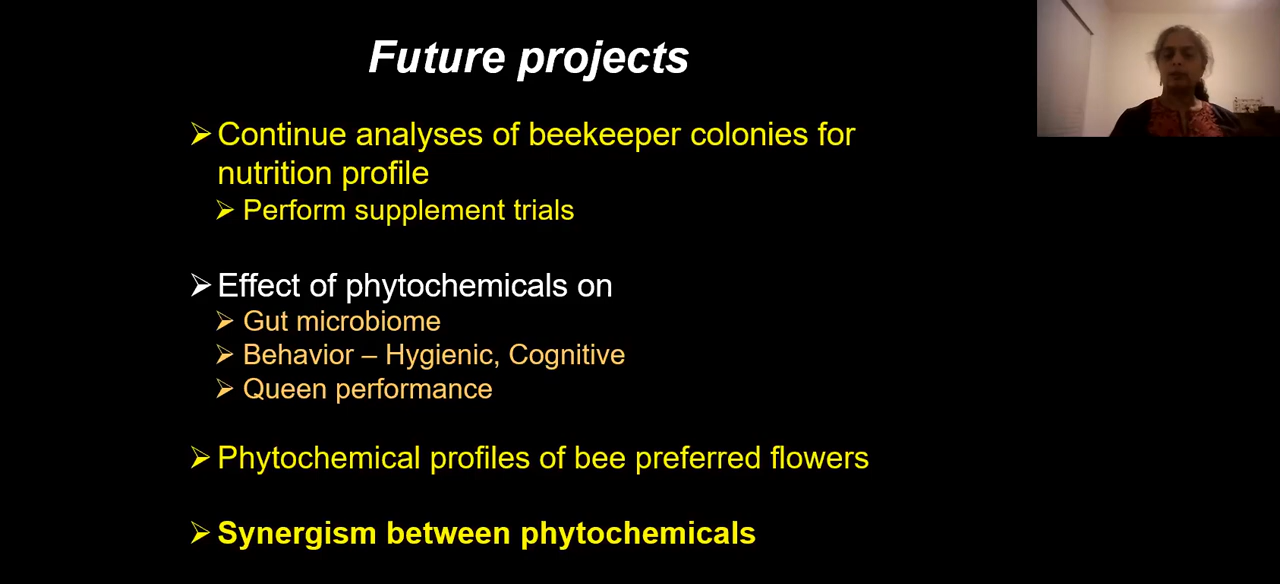 Future projects
Continue analyses of beekeeper colonies for
nutrition profile
Perform supplement trials
Effect of phytochemicals on
Gut microbiome
Behavior – Hygienic, Cognitive
Queen performance
Phytochemical profiles of bee preferred flowers
Synergism between phytochemicals